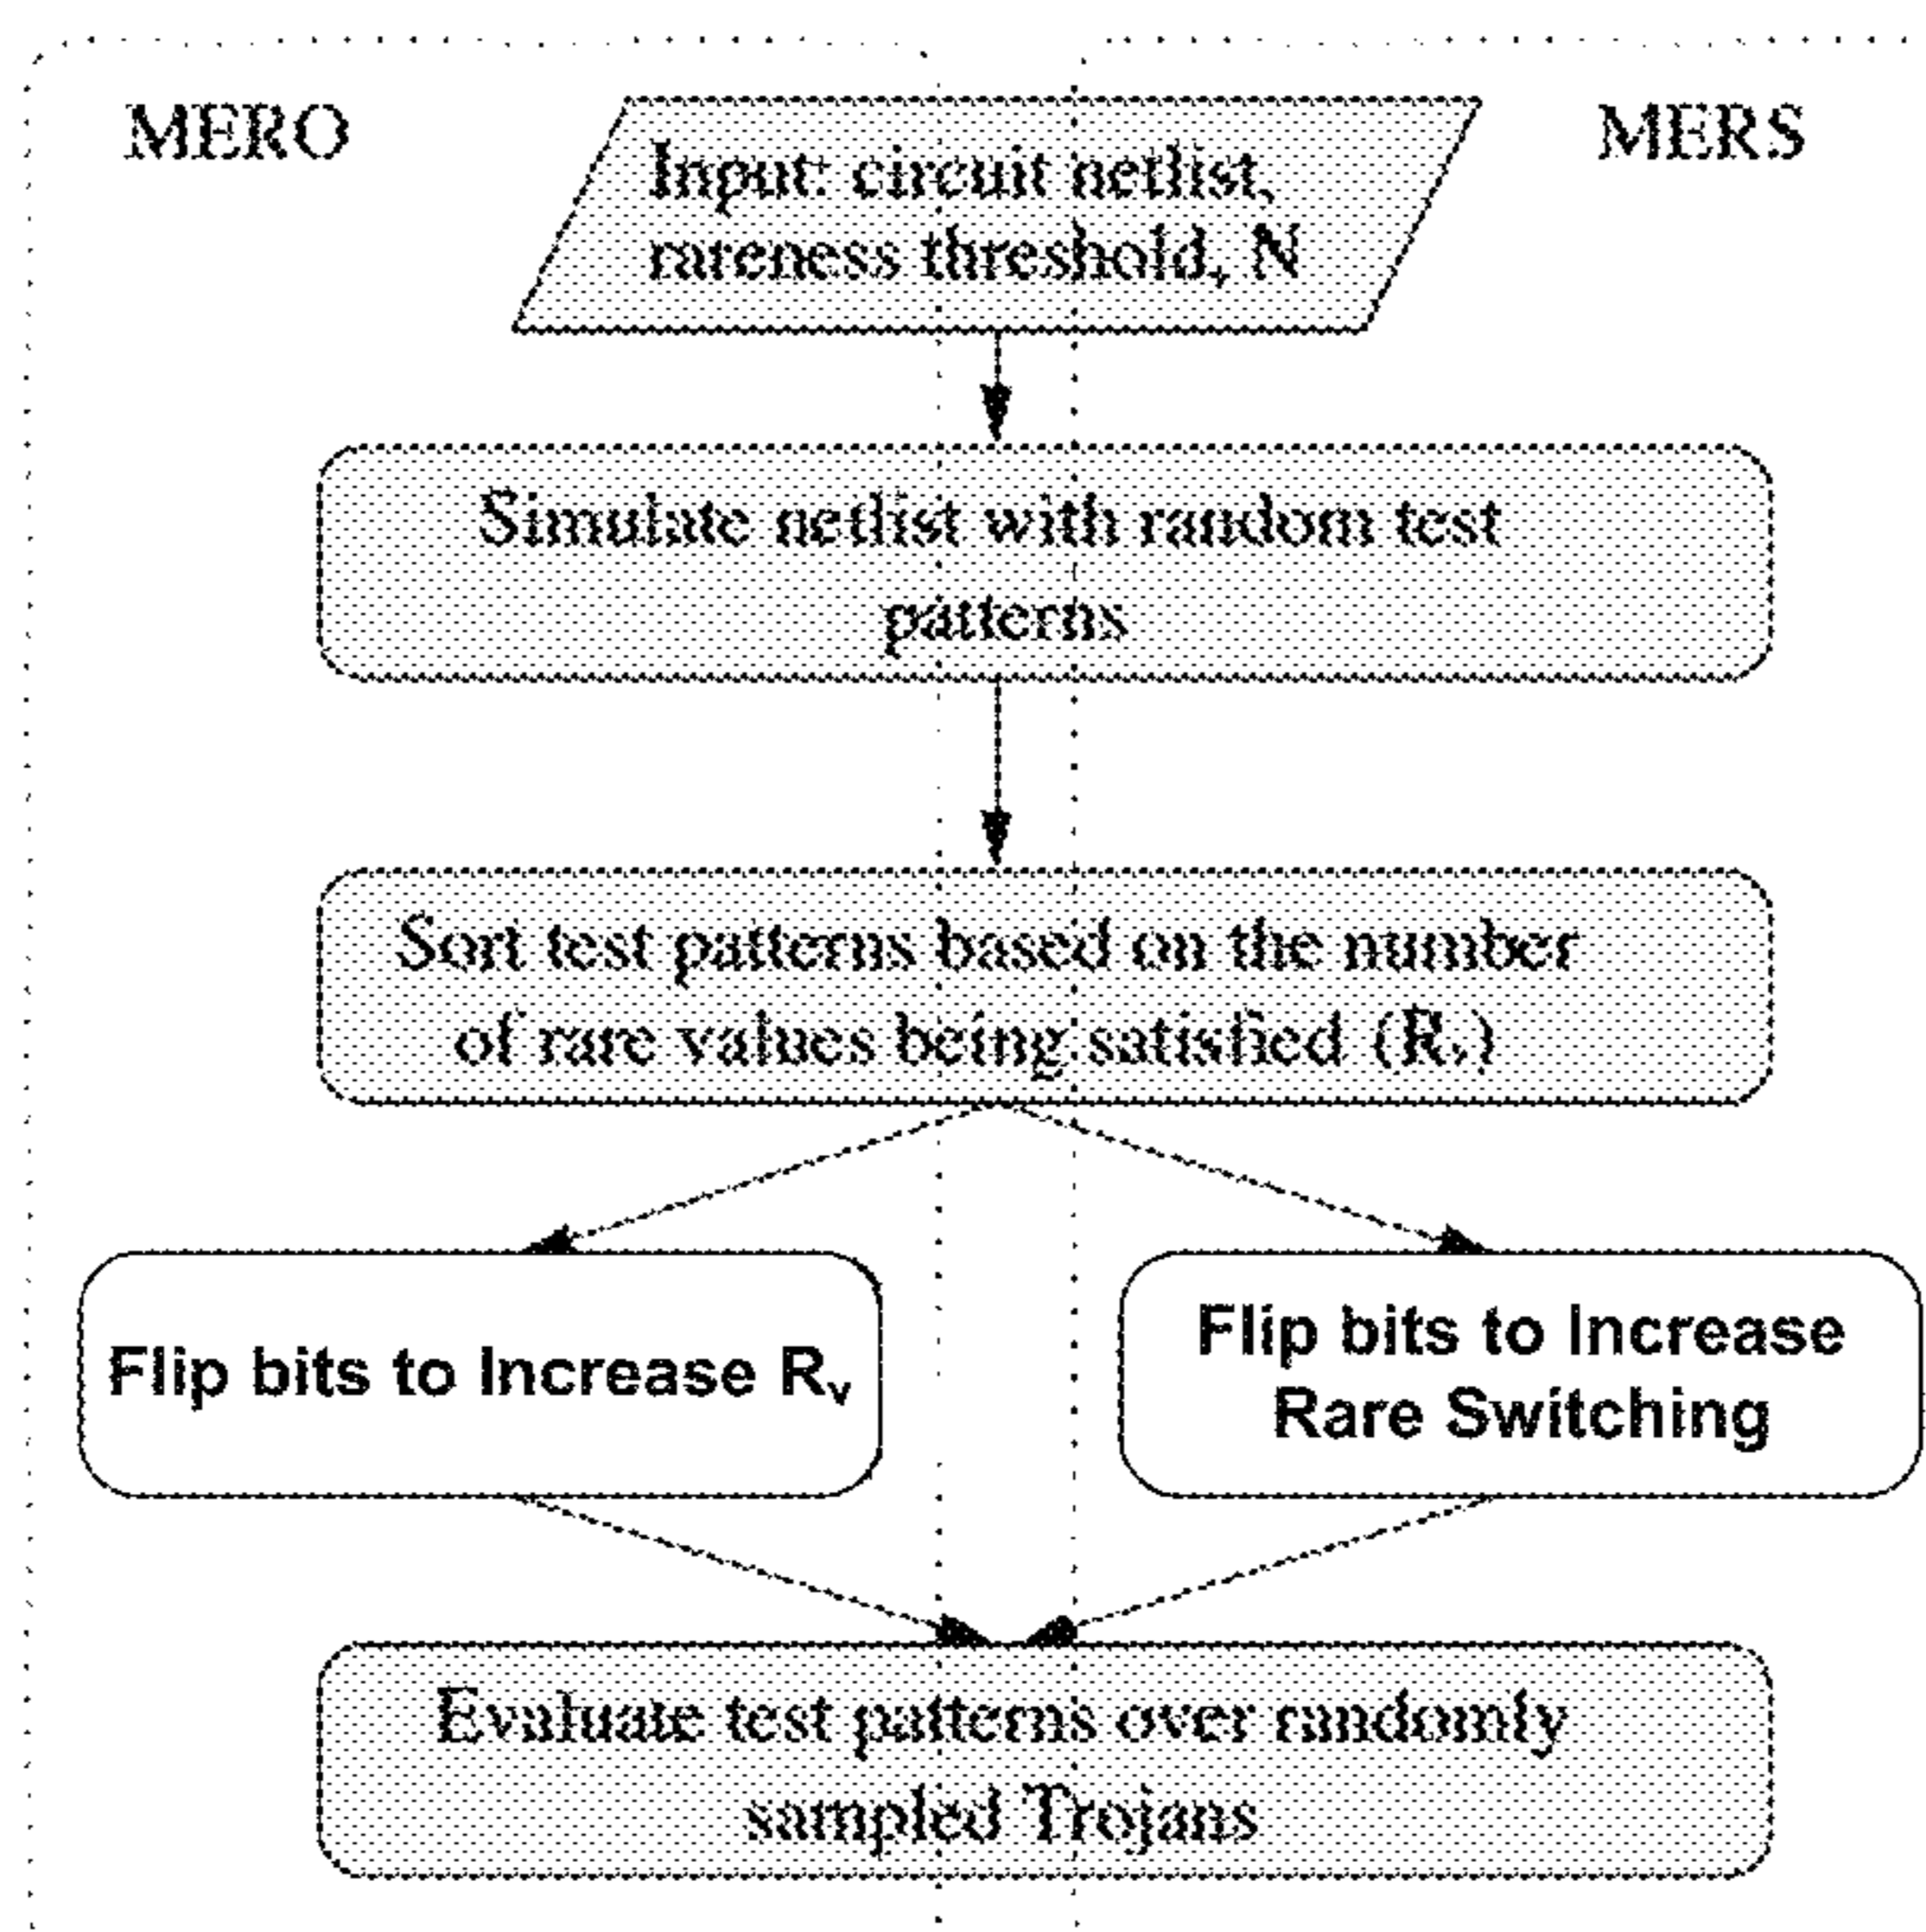 MERO
MERS
Input: circuit netlist,
rareness threshold, N
Simulate netlist with random test
patterns
Sort test patterns based on the number
of rare values being satisfied (Rᵥ)
Flip bits to Increase Rᵥ
Flip bits to Increase
Rare Switching
Evaluate test patterns over randomly
sampled Trojans